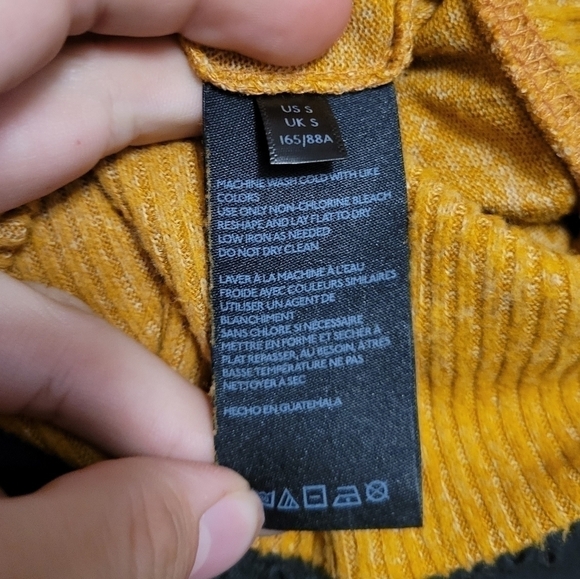 US S
UK S
165/88A
MACHINE WASH COLD WITH LIKE
COLORS
USE ONLY NON-CHLORINE BLEACH
RESHAPE AND LAY FLAT TO DRY
LOW IRON AS NEEDED
DO NOT DRY CLEAN
LAVER À LA MACHINE À L'EAU
FROIDE AVEC COULEURS SIMILAIRES
UTILISER UN AGENT DE
BLANCHIMENT
SANS CHLORE SI NÉCESSAIRE
METTRE EN FORME ET SECHER À
PLAT REPASSER, AU BESOIN, À TRÈS
BASSE TEMPÉRATURE NE PAS
NETTOYER À SEC
HECHO EN GUATEMALA